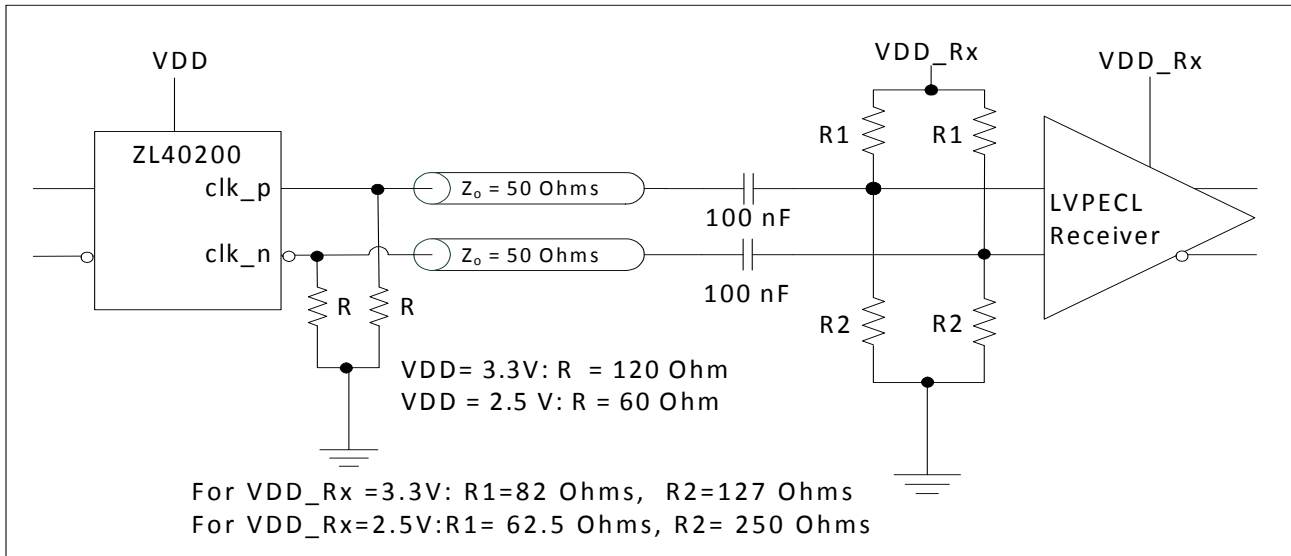 VDD
VDD_Rx
VDD_Rx
ZL40200
clk_p
clk_n
Z₀ = 50 Ohms
Z₀ = 50 Ohms
100 nF
100 nF
R1
R1
R2
R2
LVPECL
Receiver
R
R
VDD= 3.3V: R = 120 Ohm
VDD = 2.5 V: R = 60 Ohm
For VDD_Rx =3.3V: R1=82 Ohms, R2=127 Ohms
For VDD_Rx=2.5V:R1= 62.5 Ohms, R2= 250 Ohms